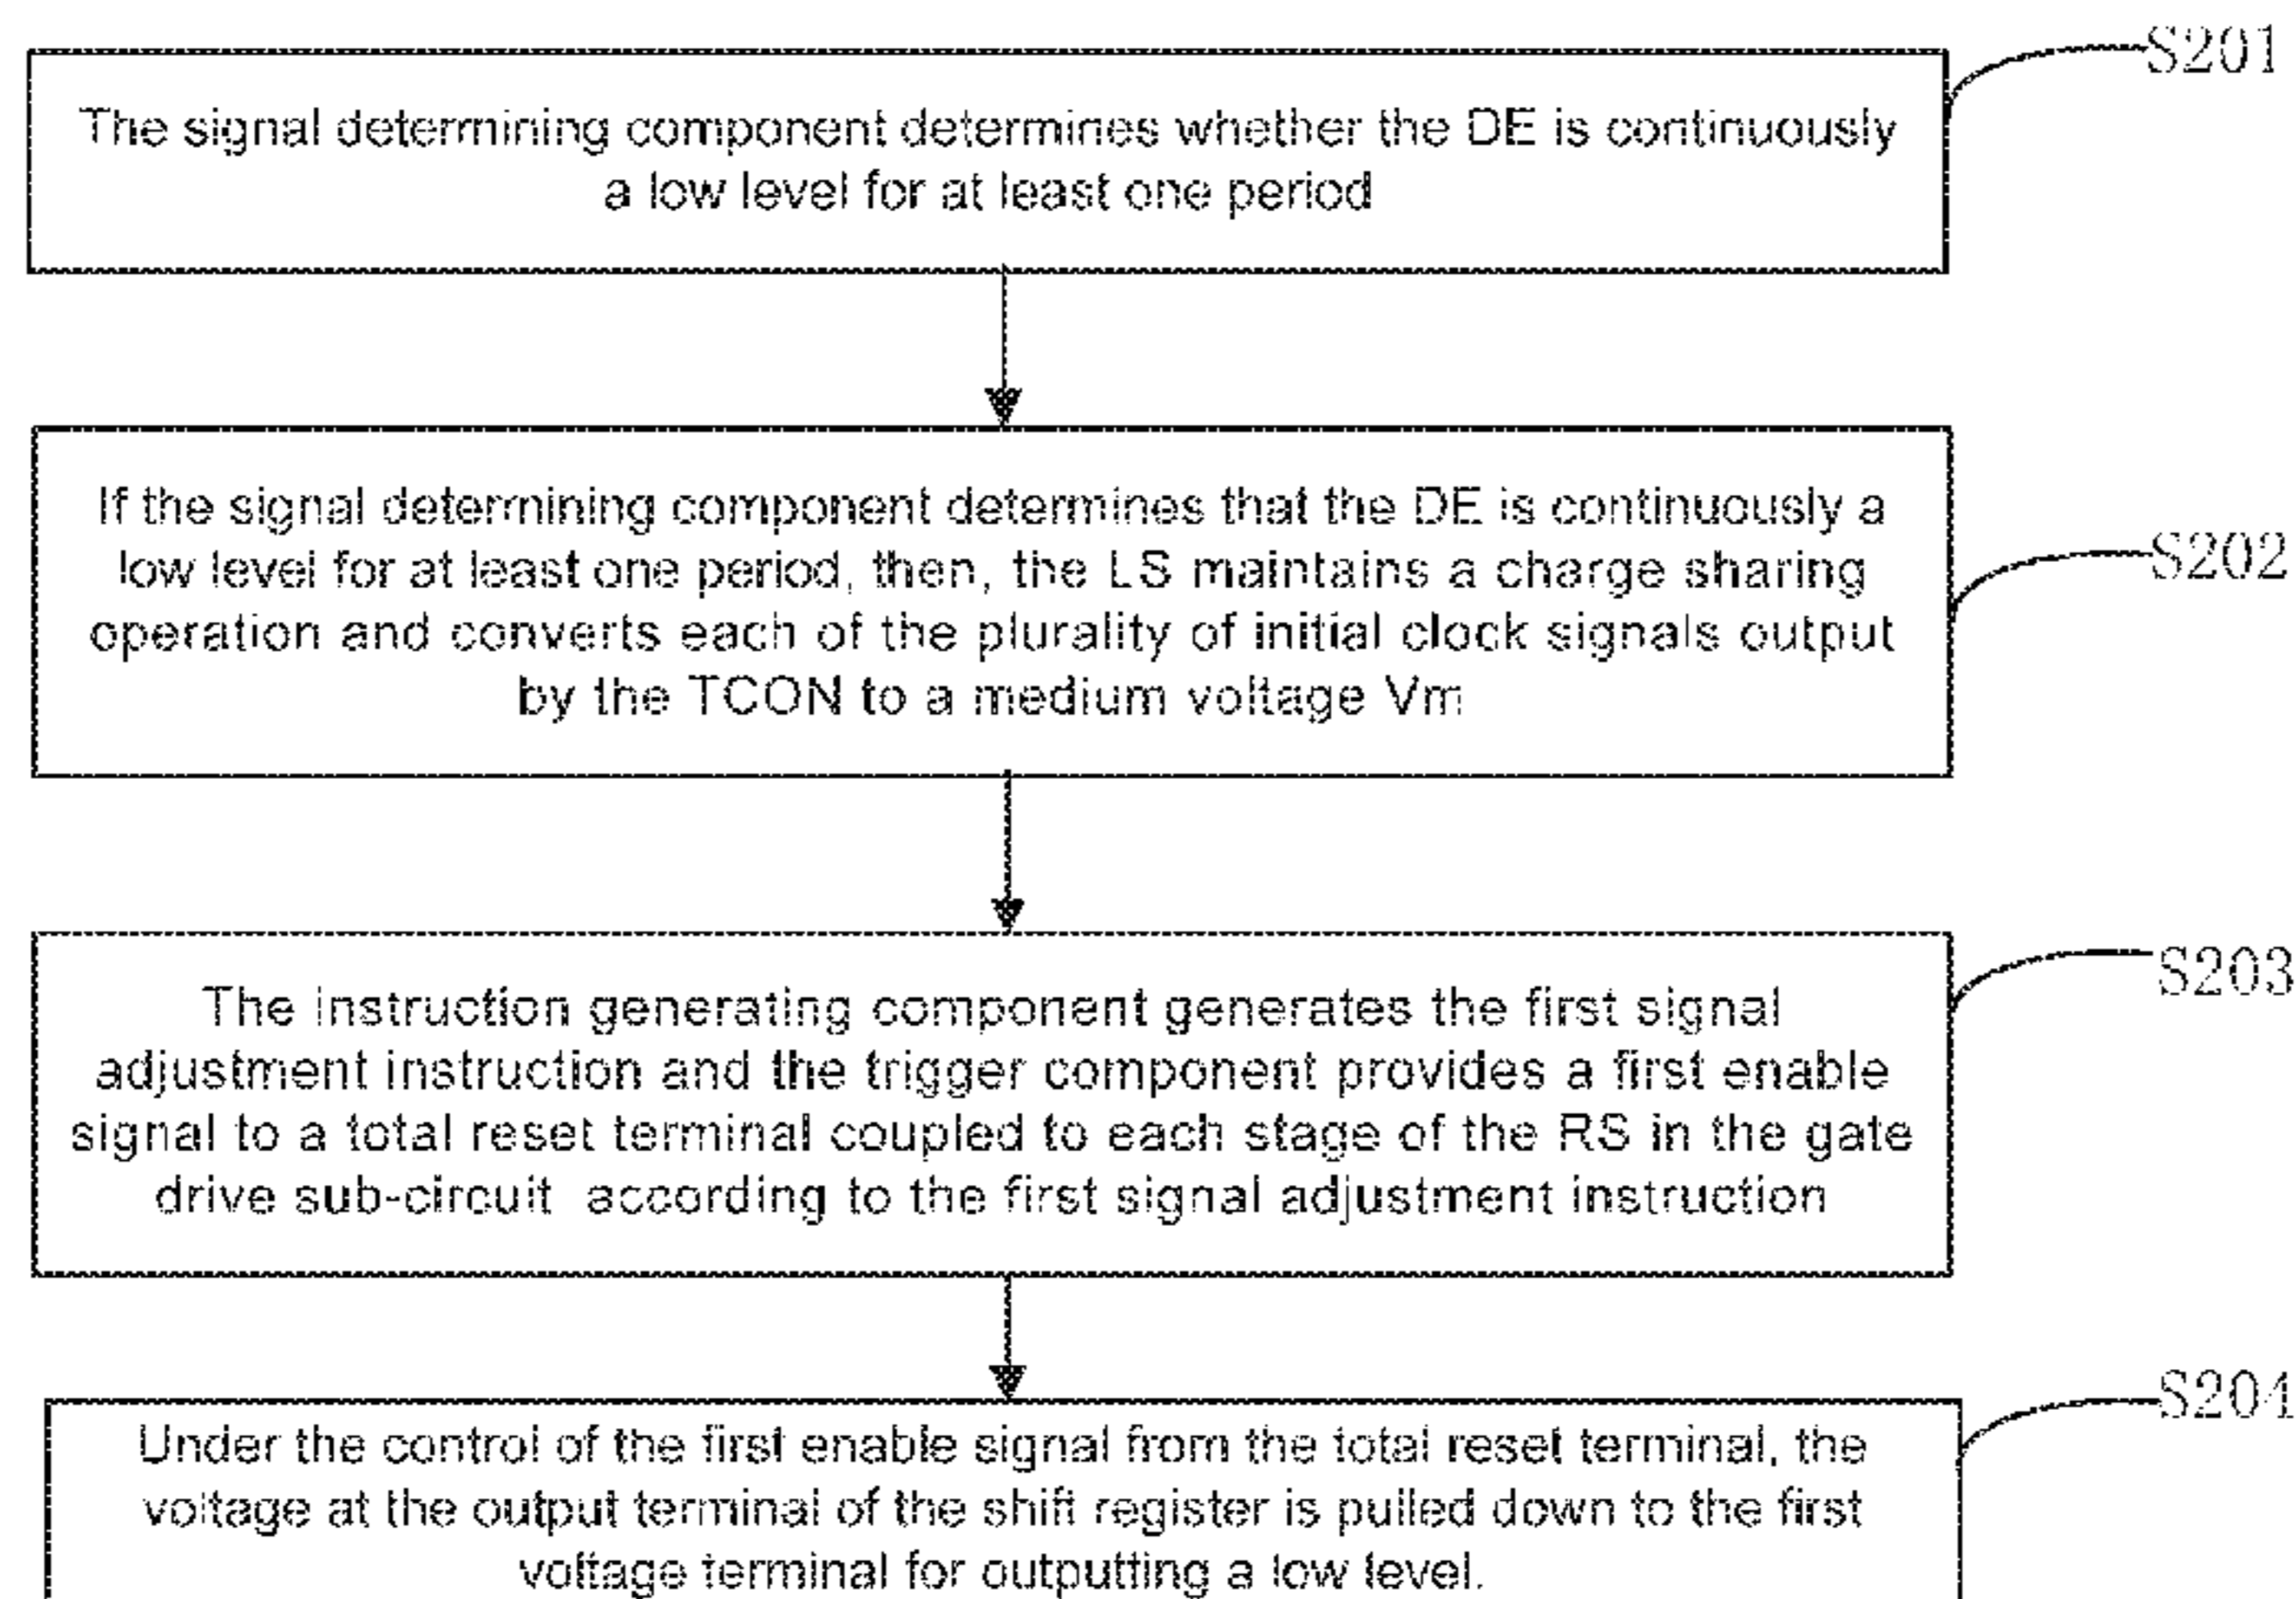 S201
The signal determining component determines whether the DE is continuously
a low level for at least one period
If the signal determining component determines that the DE is continuously a
low level for at least one period, then, the LS maintains a charge sharing
operation and converts each of the plurality of initial clock signals output
by the TCON to a medium voltage Vm
S202
The instruction generating component generates the first signal
adjustment instruction and the trigger component provides a first enable
signal to a total reset terminal coupled to each stage of the RS in the gate
drive sub-circuit according to the first signal adjustment instruction
S203
Under the control of the first enable signal from the total reset terminal, the
voltage at the output terminal of the shift register is pulled down to the first
voltage terminal for outputting a low level.
S204